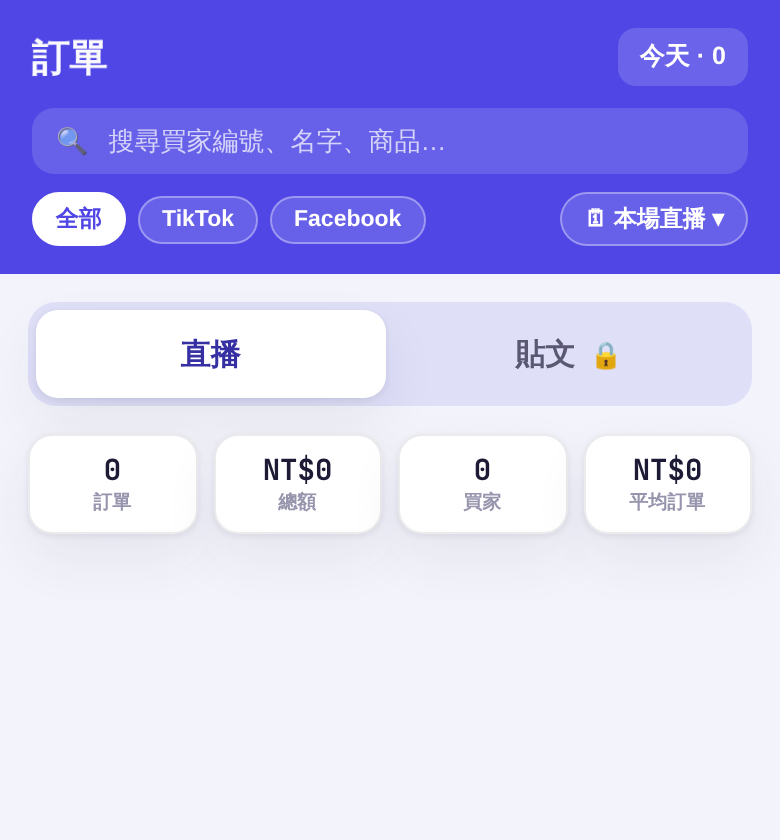 訂單
今天 · 0
搜尋買家編號、名字、商品…
全部
TikTok
Facebook
本場直播 ▾
直播
貼文
0
訂單
NT$0
總額
0
買家
NT$0
平均訂單